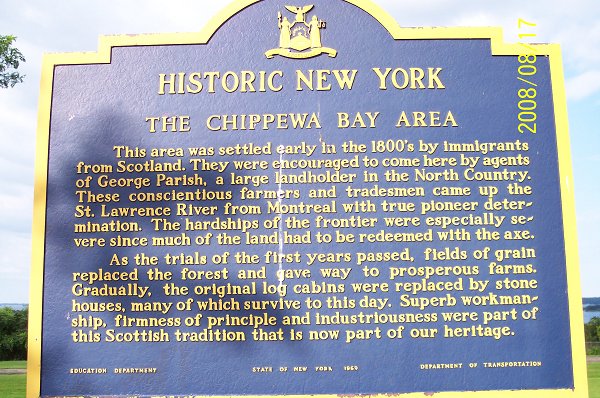 HISTORIC NEW YORK
THE CHIPPEWA BAY AREA
This area was settled early in the 1800's by immigrants
from Scotland. They were encouraged to come here by agents
of George Parish, a large landholder in the North Country.
These conscientious farmers and tradesmen came up the
St. Lawrence River from Montreal with true pioneer deter-
mination. The hardships of the frontier were especially se-
vere since much of the land had to be redeemed with the axe.
As the trials of the first years passed, fields of grain
replaced the forest and gave way to prosperous farms.
Gradually, the original log cabins were replaced by stone
houses, many of which survive to this day. Superb workman-
ship, firmness of principle and industriousness were part of
this Scottish tradition that is now part of our heritage.
EDUCATION DEPARTMENT STATE OF NEW YORK 1969 DEPARTMENT OF TRANSPORTATION
2008/08/17